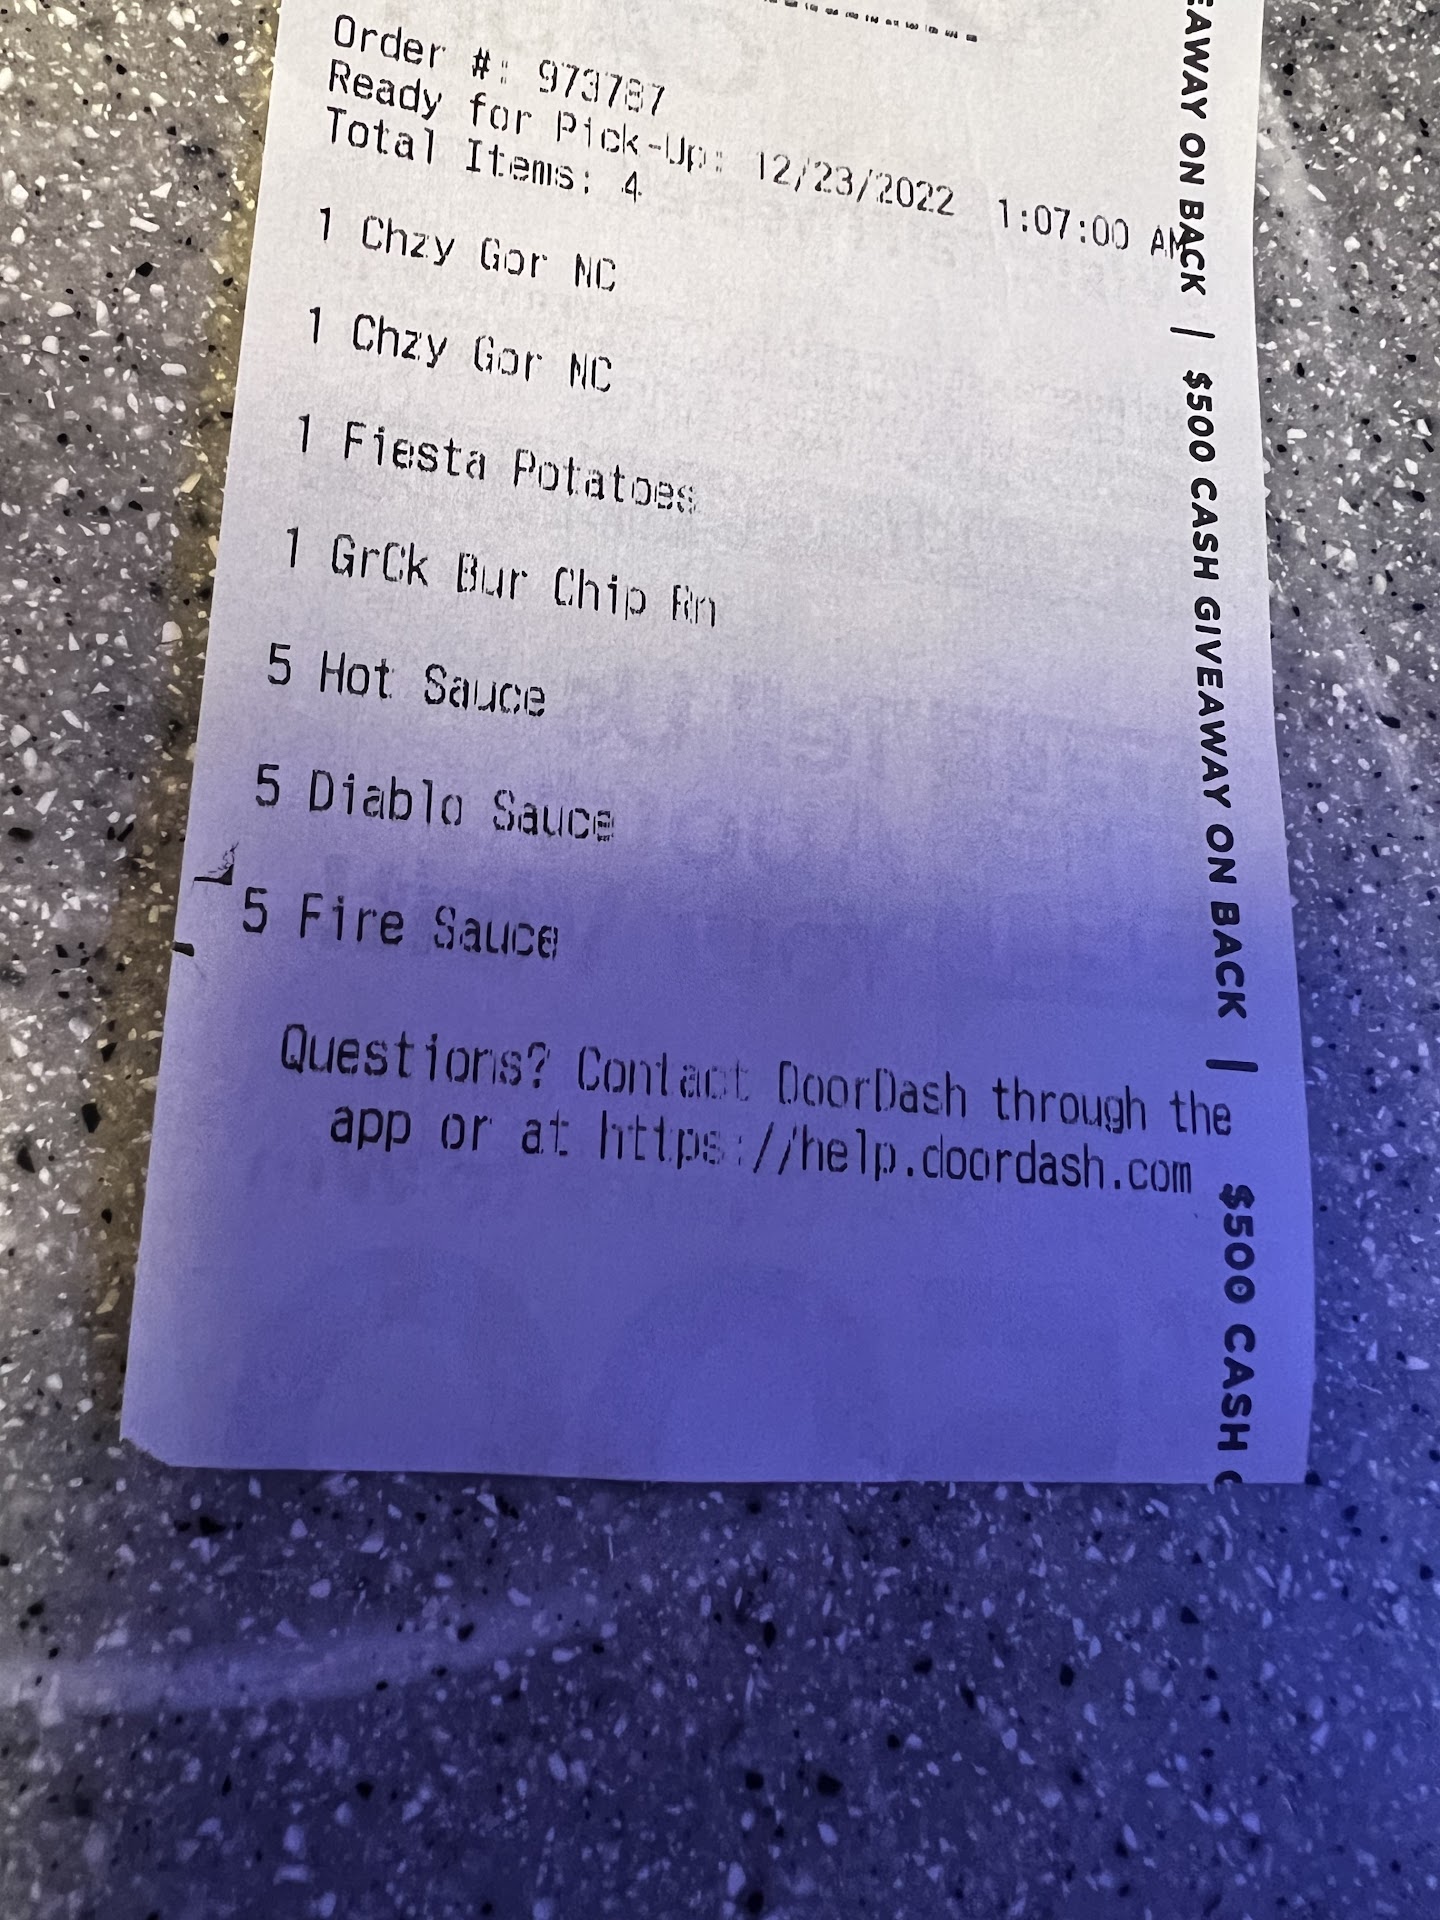 Order #: 973787
Ready for Pick-Up: 12/23/2022 1:07:00 AM
Total Items: 4
1 Chzy Gor NC
1 Chzy Gor NC
1 Fiesta Potatoes
1 GrCk Bur Chip Rn
5 Hot Sauce
5 Diablo Sauce
5 Fire Sauce
Questions? Contact DoorDash through the
app or at https://help.doordash.com
EAWAY ON BACK | $500 CASH GIVEAWAY ON BACK | $500 CASH